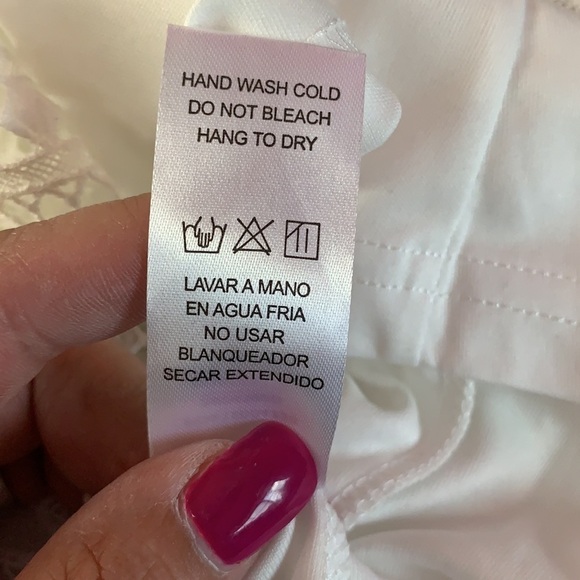 HAND WASH COLD
DO NOT BLEACH
HANG TO DRY
LAVAR A MANO
EN AGUA FRIA
NO USAR
BLANQUEADOR
SECAR EXTENDIDO